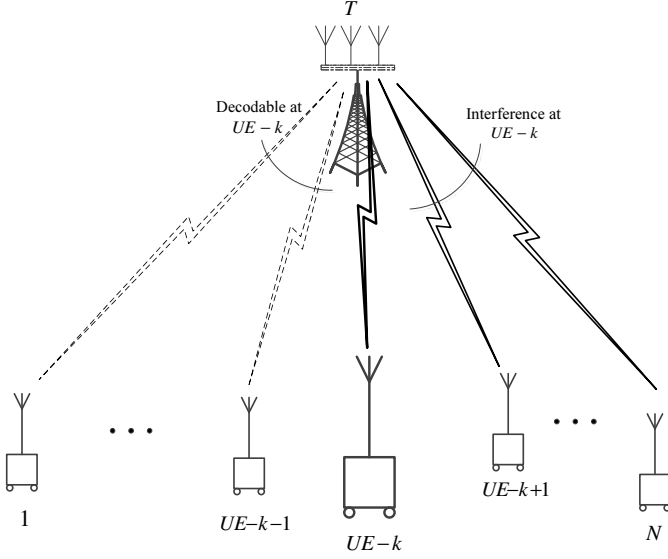 T
Decodable at
UE – k
Interference at
UE – k
1
• • •
UE–k–1
UE – k
UE–k+1
• • •
N